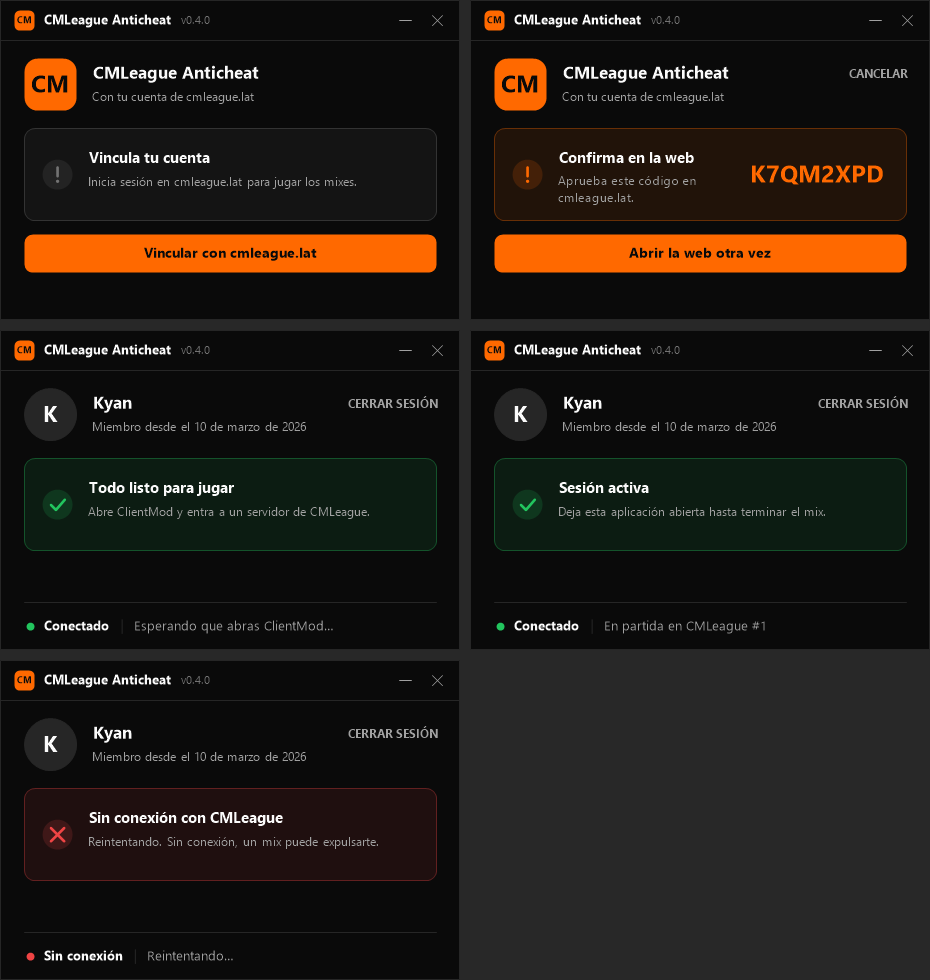 CM CMLeague Anticheat v0.4.0
CM CMLeague Anticheat
Con tu cuenta de cmleague.lat
! Vincula tu cuenta
Inicia sesión en cmleague.lat para jugar los mixes.
Vincular con cmleague.lat
CM CMLeague Anticheat v0.4.0
CM CMLeague Anticheat CANCELAR
Con tu cuenta de cmleague.lat
! Confirma en la web K7QM2XPD
Aprueba este código en
cmleague.lat.
Abrir la web otra vez
CM CMLeague Anticheat v0.4.0
K Kyan CERRAR SESIÓN
Miembro desde el 10 de marzo de 2026
Todo listo para jugar
Abre ClientMod y entra a un servidor de CMLeague.
Conectado Esperando que abras ClientMod...
CM CMLeague Anticheat v0.4.0
K Kyan CERRAR SESIÓN
Miembro desde el 10 de marzo de 2026
Sesión activa
Deja esta aplicación abierta hasta terminar el mix.
Conectado En partida en CMLeague #1
CM CMLeague Anticheat v0.4.0
K Kyan CERRAR SESIÓN
Miembro desde el 10 de marzo de 2026
Sin conexión con CMLeague
Reintentando. Sin conexión, un mix puede expulsarte.
Sin conexión Reintentando...